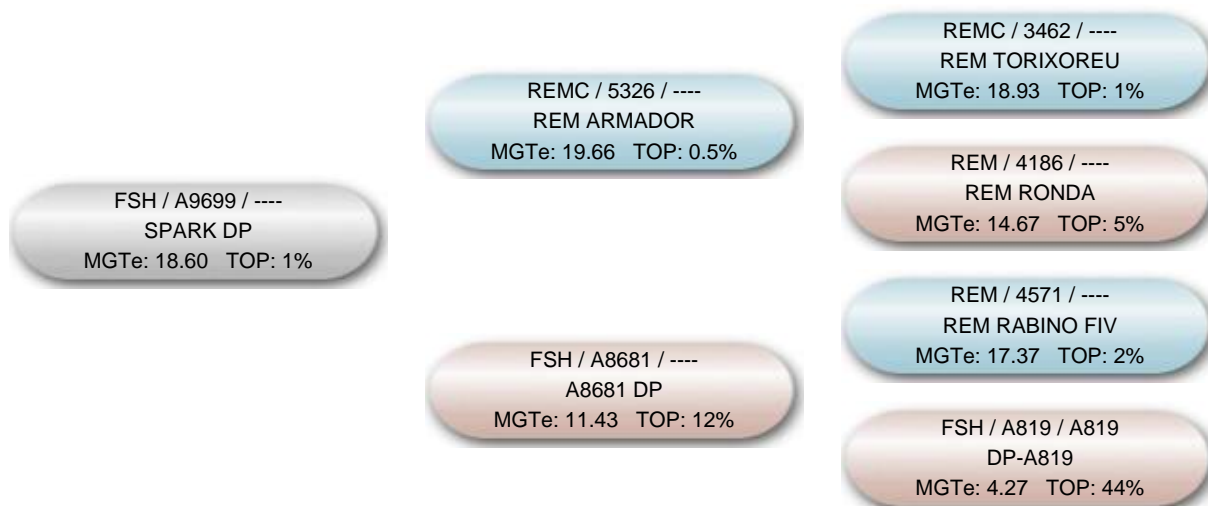 FSH / A9699 / ----
SPARK DP
MGTe: 18.60 TOP: 1%
REMC / 5326 / ----
REM ARMADOR
MGTe: 19.66 TOP: 0.5%
FSH / A8681 / ----
A8681 DP
MGTe: 11.43 TOP: 12%
REMC / 3462 / ----
REM TORIXOREU
MGTe: 18.93 TOP: 1%
REM / 4186 / ----
REM RONDA
MGTe: 14.67 TOP: 5%
REM / 4571 / ----
REM RABINO FIV
MGTe: 17.37 TOP: 2%
FSH / A819 / A819
DP-A819
MGTe: 4.27 TOP: 44%